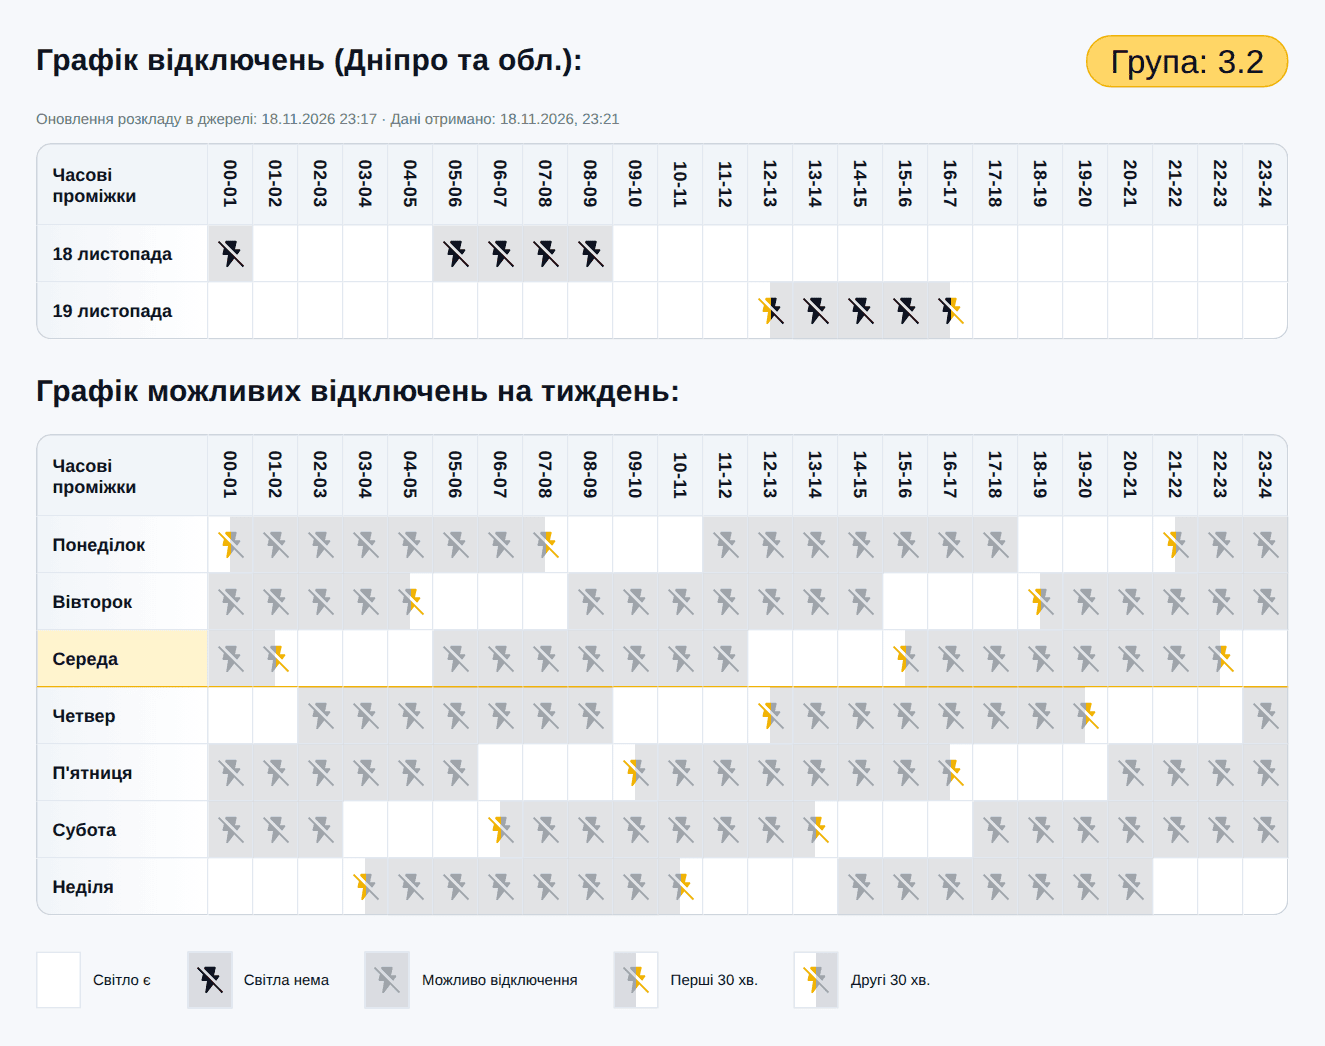 Графік відключень (Дніпро та обл.):
Група: 3.2
Оновлення розкладу в джерелі: 18.11.2026 23:17 · Дані отримано: 18.11.2026, 23:21
Часові проміжки 00-01 01-02 02-03 03-04 04-05 05-06 06-07 07-08 08-09 09-10 10-11 11-12 12-13 13-14 14-15 15-16 16-17 17-18 18-19 19-20 20-21 21-22 22-23 23-24
18 листопада
19 листопада
Графік можливих відключень на тиждень:
Часові проміжки 00-01 01-02 02-03 03-04 04-05 05-06 06-07 07-08 08-09 09-10 10-11 11-12 12-13 13-14 14-15 15-16 16-17 17-18 18-19 19-20 20-21 21-22 22-23 23-24
Понеділок
Вівторок
Середа
Четвер
П'ятниця
Субота
Неділя
Світло є Світла нема Можливо відключення Перші 30 хв. Другі 30 хв.